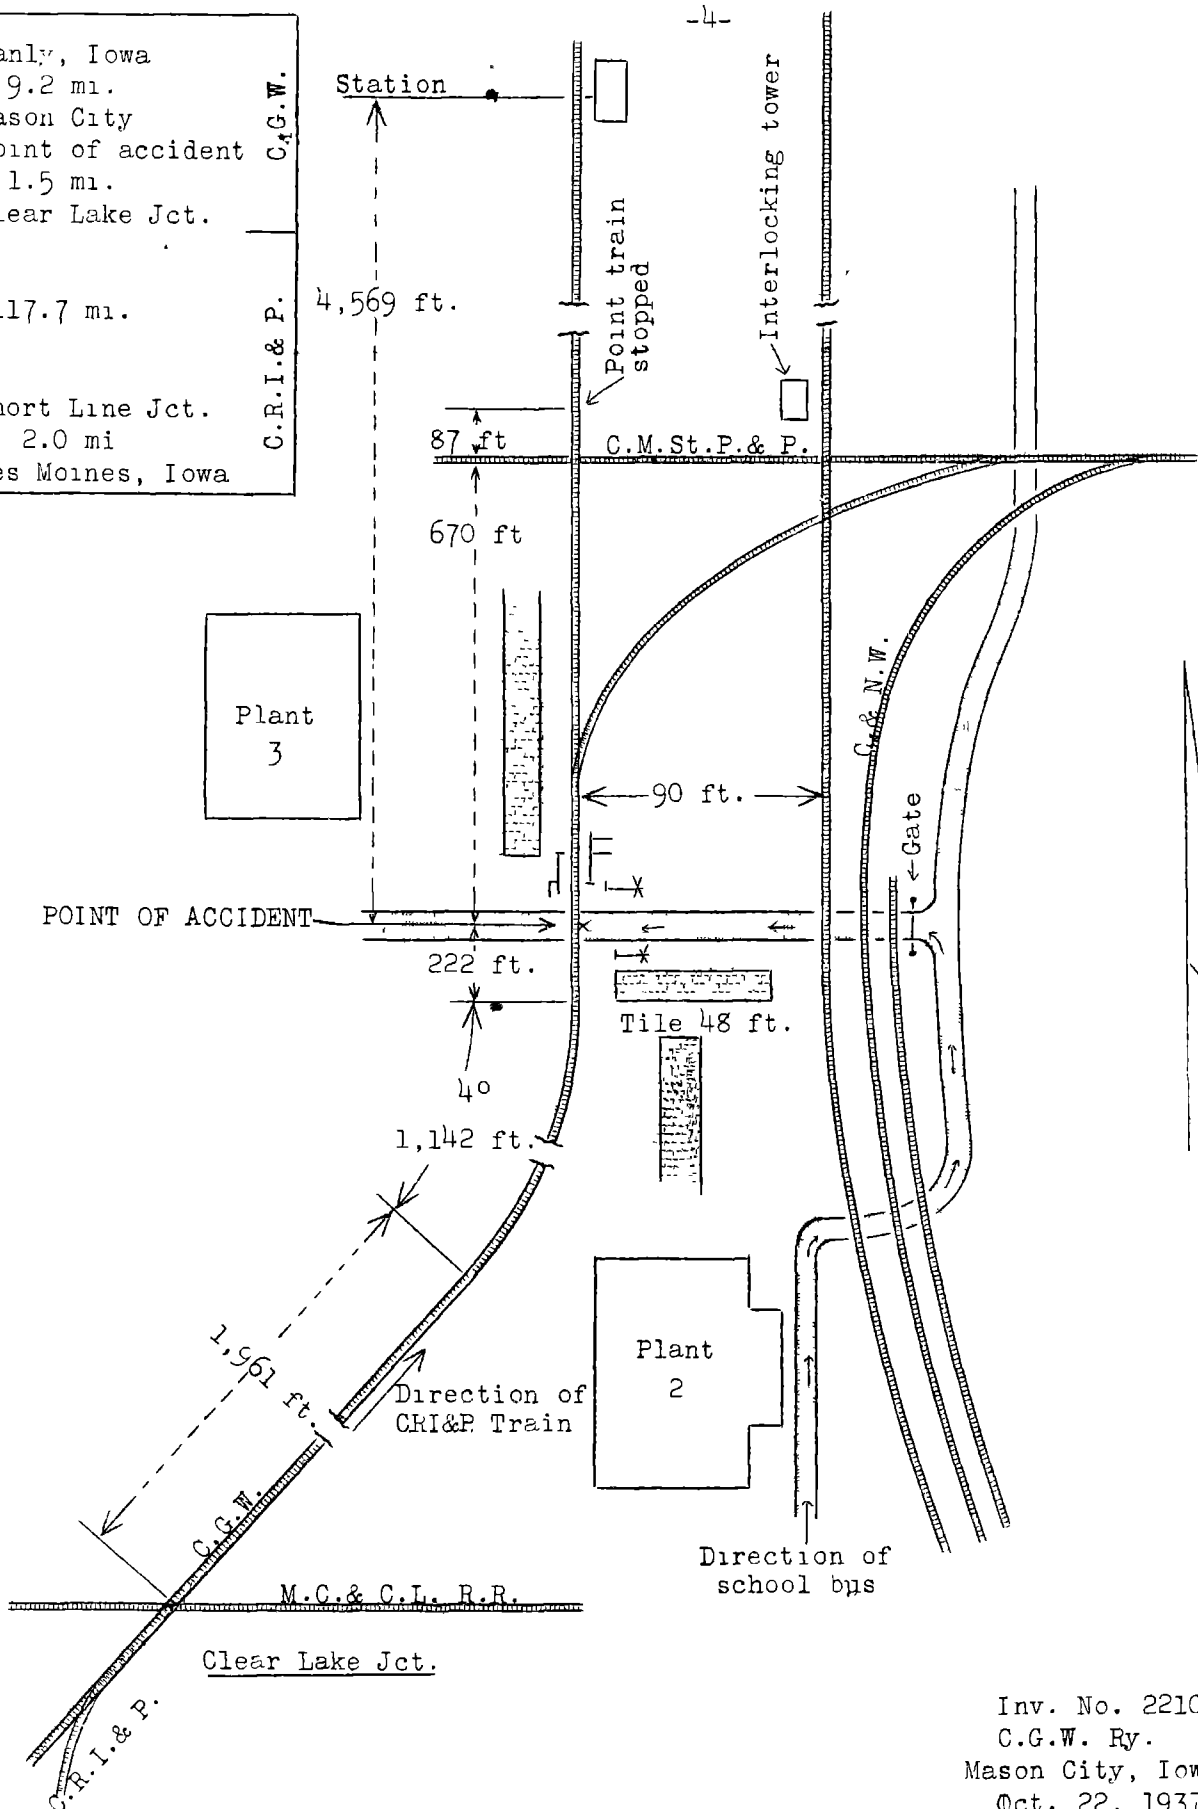 -4-
anly, Iowa
9.2 mi.
ason City
oint of accident
1.5 mi.
lear Lake Jct.
C.G.W.
117.7 mi.
hort Line Jct.
2.0 mi
es Moines, Iowa
C.R.I.& P.
Station
4,569 ft.
Point train
stopped
Interlocking tower
87 ft
C.M.St.P.& P.
670 ft
Plant
3
C.& N.W.
90 ft.
Gate
POINT OF ACCIDENT
222 ft.
Tile 48 ft.
4°
1,142 ft.
1,961 ft.
Direction of
CRI&P Train
Plant
2
C.G.W.
Direction of
school bus
M.C.& C.L. R.R.
Clear Lake Jct.
C.R.I.& P.
Inv. No. 2210
C.G.W. Ry.
Mason City, Iow
Oct. 22, 1937